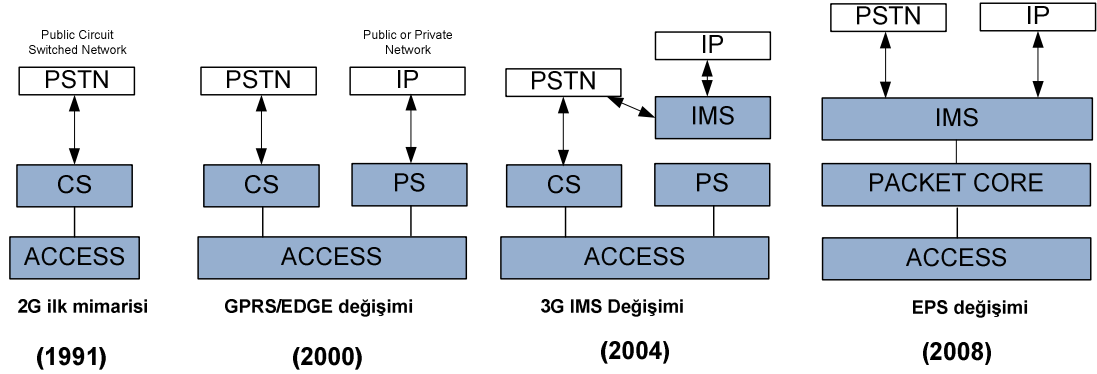 Public Circuit
Switched Network
PSTN
CS
ACCESS
2G ilk mimarisi
(1991)
Public or Private
Network
PSTN
IP
CS
PS
ACCESS
GPRS/EDGE değişimi
(2000)
IP
PSTN
IMS
CS
PS
ACCESS
3G IMS Değişimi
(2004)
PSTN
IP
IMS
PACKET CORE
ACCESS
EPS değişimi
(2008)